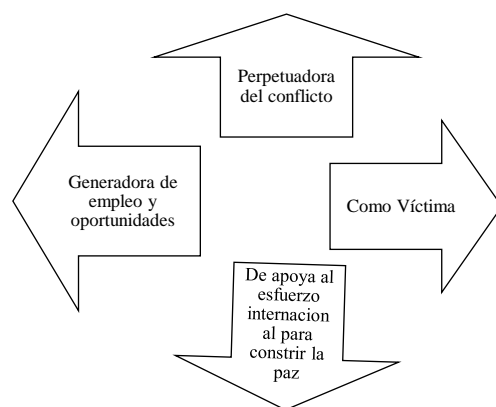 Perpetuadora
del conflicto
Generadora de
empleo y
oportunidades
Como Víctima
De apoya al
esfuerzo
internacion
al para
constrir la
paz